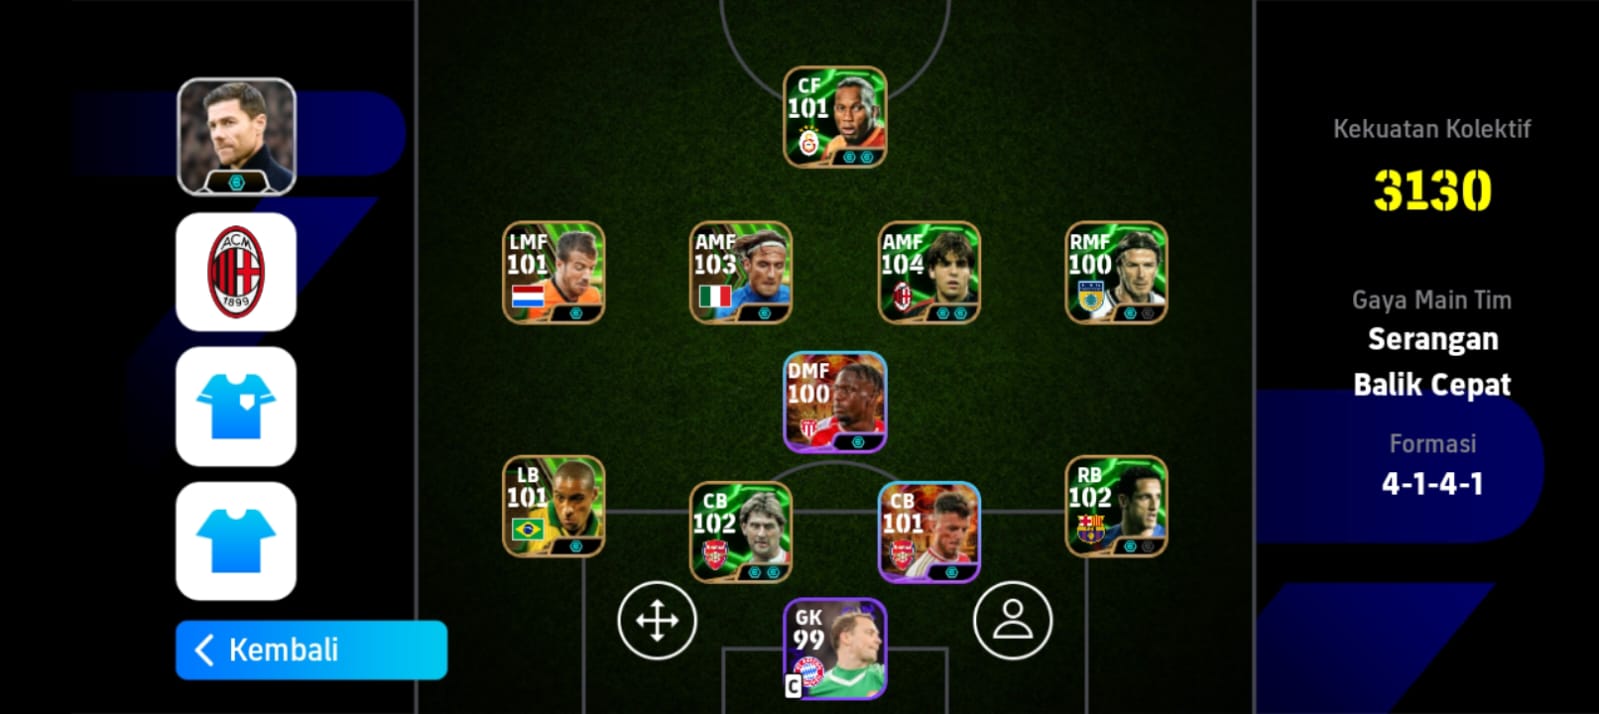 CF
101
Kekuatan Kolektif
3130
ACM
1899
LMF
101
AMF
103
AMF
104
RMF
100
Gaya Main Tim
Serangan
Balik Cepat
DMF
100
Formasi
4-1-4-1
LB
101
CB
102
CB
101
RB
102
GK
99
C
Kembali